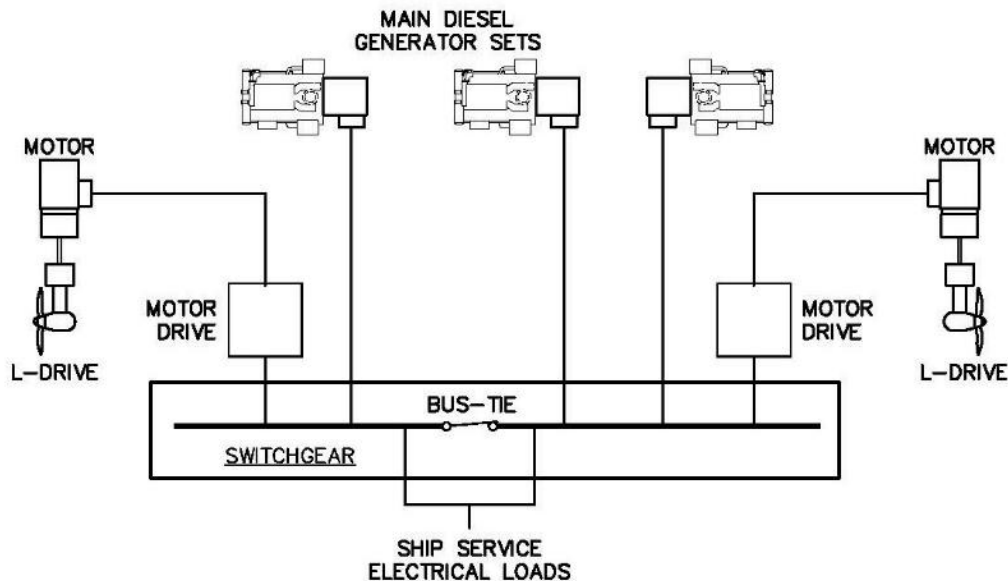 MAIN DIESEL
GENERATOR SETS
MOTOR
MOTOR
MOTOR
DRIVE
MOTOR
DRIVE
L-DRIVE
L-DRIVE
BUS-TIE
SWITCHGEAR
SHIP SERVICE
ELECTRICAL LOADS